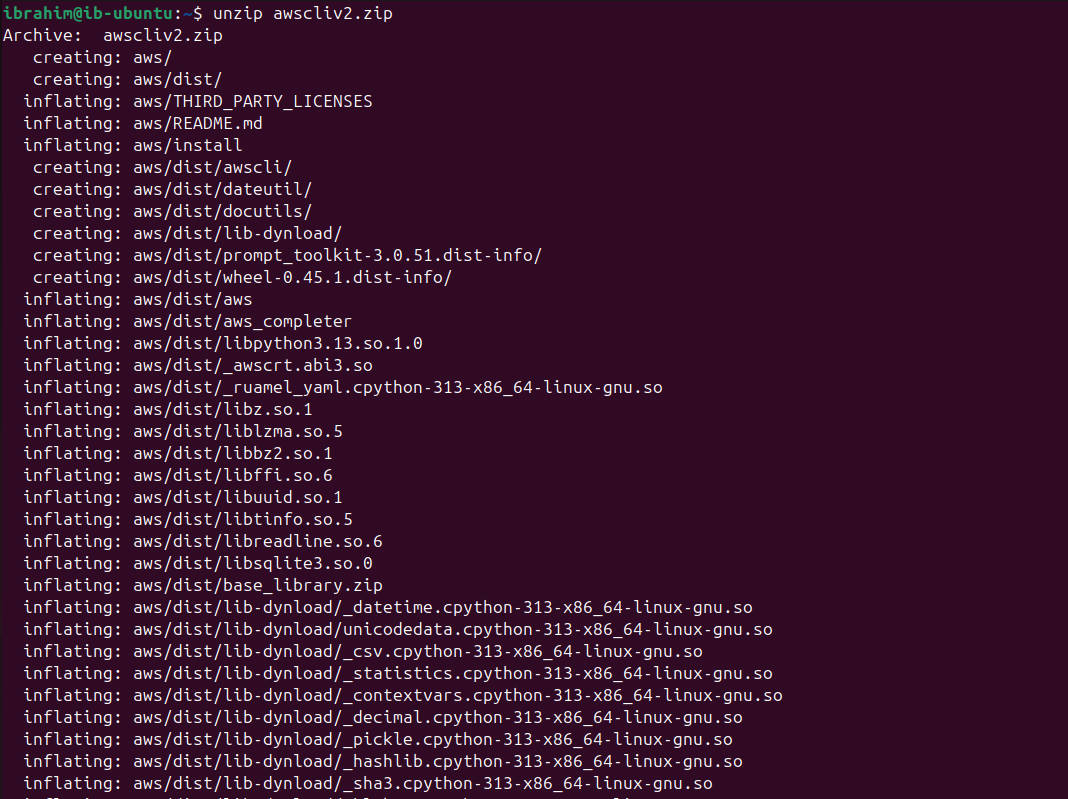 ibrahim@ib-ubuntu:~$ unzip awscliv2.zip
Archive:  awscliv2.zip
   creating: aws/
   creating: aws/dist/
  inflating: aws/THIRD_PARTY_LICENSES
  inflating: aws/README.md
  inflating: aws/install
   creating: aws/dist/awscli/
   creating: aws/dist/dateutil/
   creating: aws/dist/docutils/
   creating: aws/dist/lib-dynload/
   creating: aws/dist/prompt_toolkit-3.0.51.dist-info/
   creating: aws/dist/wheel-0.45.1.dist-info/
  inflating: aws/dist/aws
  inflating: aws/dist/aws_completer
  inflating: aws/dist/libpython3.13.so.1.0
  inflating: aws/dist/_awscrt.abi3.so
  inflating: aws/dist/_ruamel_yaml.cpython-313-x86_64-linux-gnu.so
  inflating: aws/dist/libz.so.1
  inflating: aws/dist/liblzma.so.5
  inflating: aws/dist/libbz2.so.1
  inflating: aws/dist/libffi.so.6
  inflating: aws/dist/libuuid.so.1
  inflating: aws/dist/libtinfo.so.5
  inflating: aws/dist/libreadline.so.6
  inflating: aws/dist/libsqlite3.so.0
  inflating: aws/dist/base_library.zip
  inflating: aws/dist/lib-dynload/_datetime.cpython-313-x86_64-linux-gnu.so
  inflating: aws/dist/lib-dynload/unicodedata.cpython-313-x86_64-linux-gnu.so
  inflating: aws/dist/lib-dynload/_csv.cpython-313-x86_64-linux-gnu.so
  inflating: aws/dist/lib-dynload/_statistics.cpython-313-x86_64-linux-gnu.so
  inflating: aws/dist/lib-dynload/_contextvars.cpython-313-x86_64-linux-gnu.so
  inflating: aws/dist/lib-dynload/_decimal.cpython-313-x86_64-linux-gnu.so
  inflating: aws/dist/lib-dynload/_pickle.cpython-313-x86_64-linux-gnu.so
  inflating: aws/dist/lib-dynload/_hashlib.cpython-313-x86_64-linux-gnu.so
  inflating: aws/dist/lib-dynload/_sha3.cpython-313-x86_64-linux-gnu.so